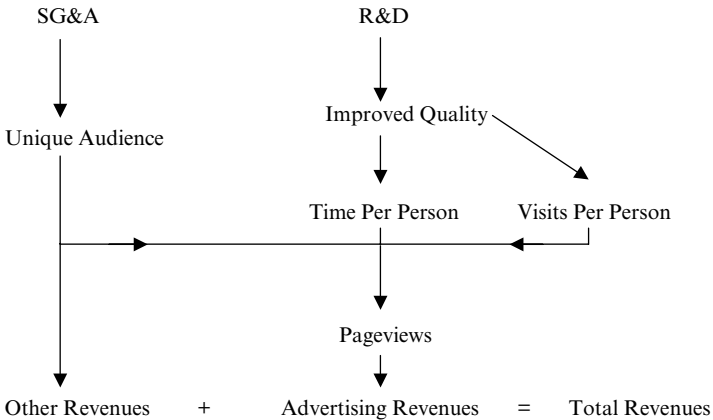 SG&A R&D
Improved Quality
Unique Audience
Time Per Person Visits Per Person
Pageviews
Other Revenues + Advertising Revenues = Total Revenues